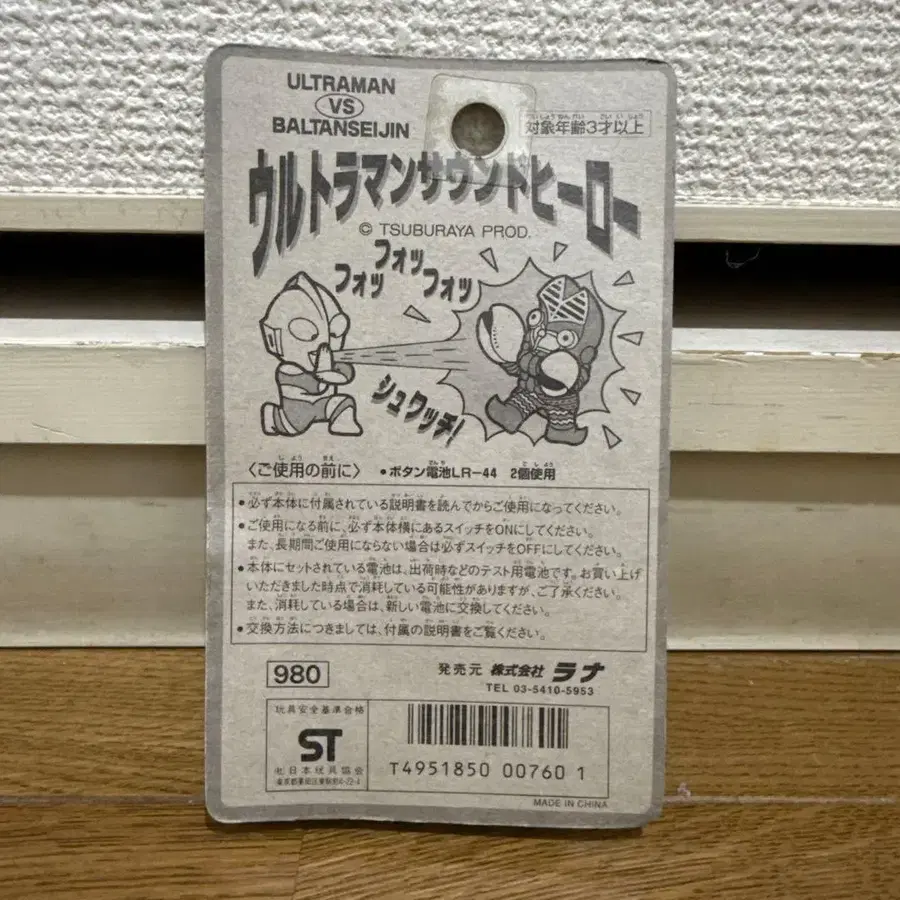 ULTRAMAN
VS
BALTANSEIJIN
対象年齢3才以上
ウルトラマンサウンドヒーロー
© TSUBURAYA PROD.
フォッ フォッ フォッ
シュワッチ!
〈ご使用の前に〉 •ボタン電池LR-44 2個使用
•必ず本体に付属されている説明書を読んでからご使用になってください。
•ご使用になる前に、必ず本体横にあるスイッチをONにしてください。
また、長期間ご使用にならない場合は必ずスイッチをOFFにしてください。
•本体にセットされている電池は、出荷時などのテスト用電池です。お買い上げ
いただきました時点で消耗している可能性がありますが、ご了承ください。
また、消耗している場合は、新しい電池に交換してください。
•交換方法につきましては、付属の説明書をご覧ください。
980
発売元 株式会社 ラナ
TEL 03-5410-5953
玩具安全基準合格
ST
㈳日本玩具協会
T4951850 00760 1
MADE IN CHINA